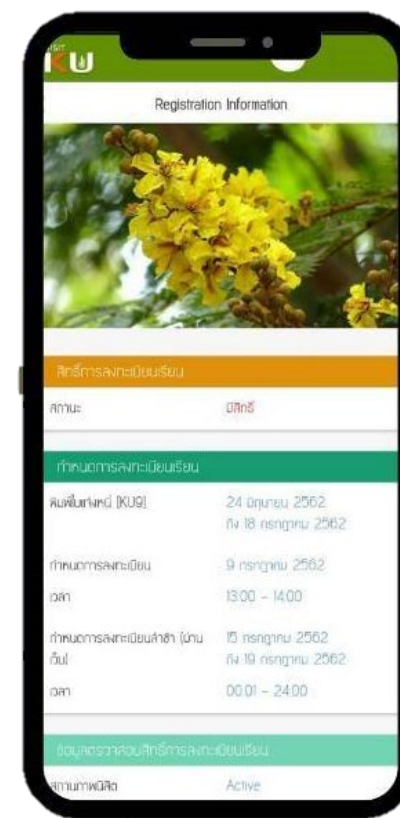 VISIT
KU
Registration Information
สิทธิ์การลงทะเบียนเรียน
สถานะ มีสิทธิ์
กำหนดการลงทะเบียนเรียน
พิมพ์ใบแจ้งหนี้ [KU9] 24 มิถุนายน 2562
ถึง 18 กรกฎาคม 2562
กำหนดการลงทะเบียน 9 กรกฎาคม 2562
เวลา 13:00 - 14:00
กำหนดการลงทะเบียนล่าช้า (ผ่าน 15 กรกฎาคม 2562
เว็บ) ถึง 19 กรกฎาคม 2562
เวลา 00:01 - 24:00
ข้อมูลตรวจสอบสิทธิ์การลงทะเบียนเรียน
สถานภาพนิสิต Active